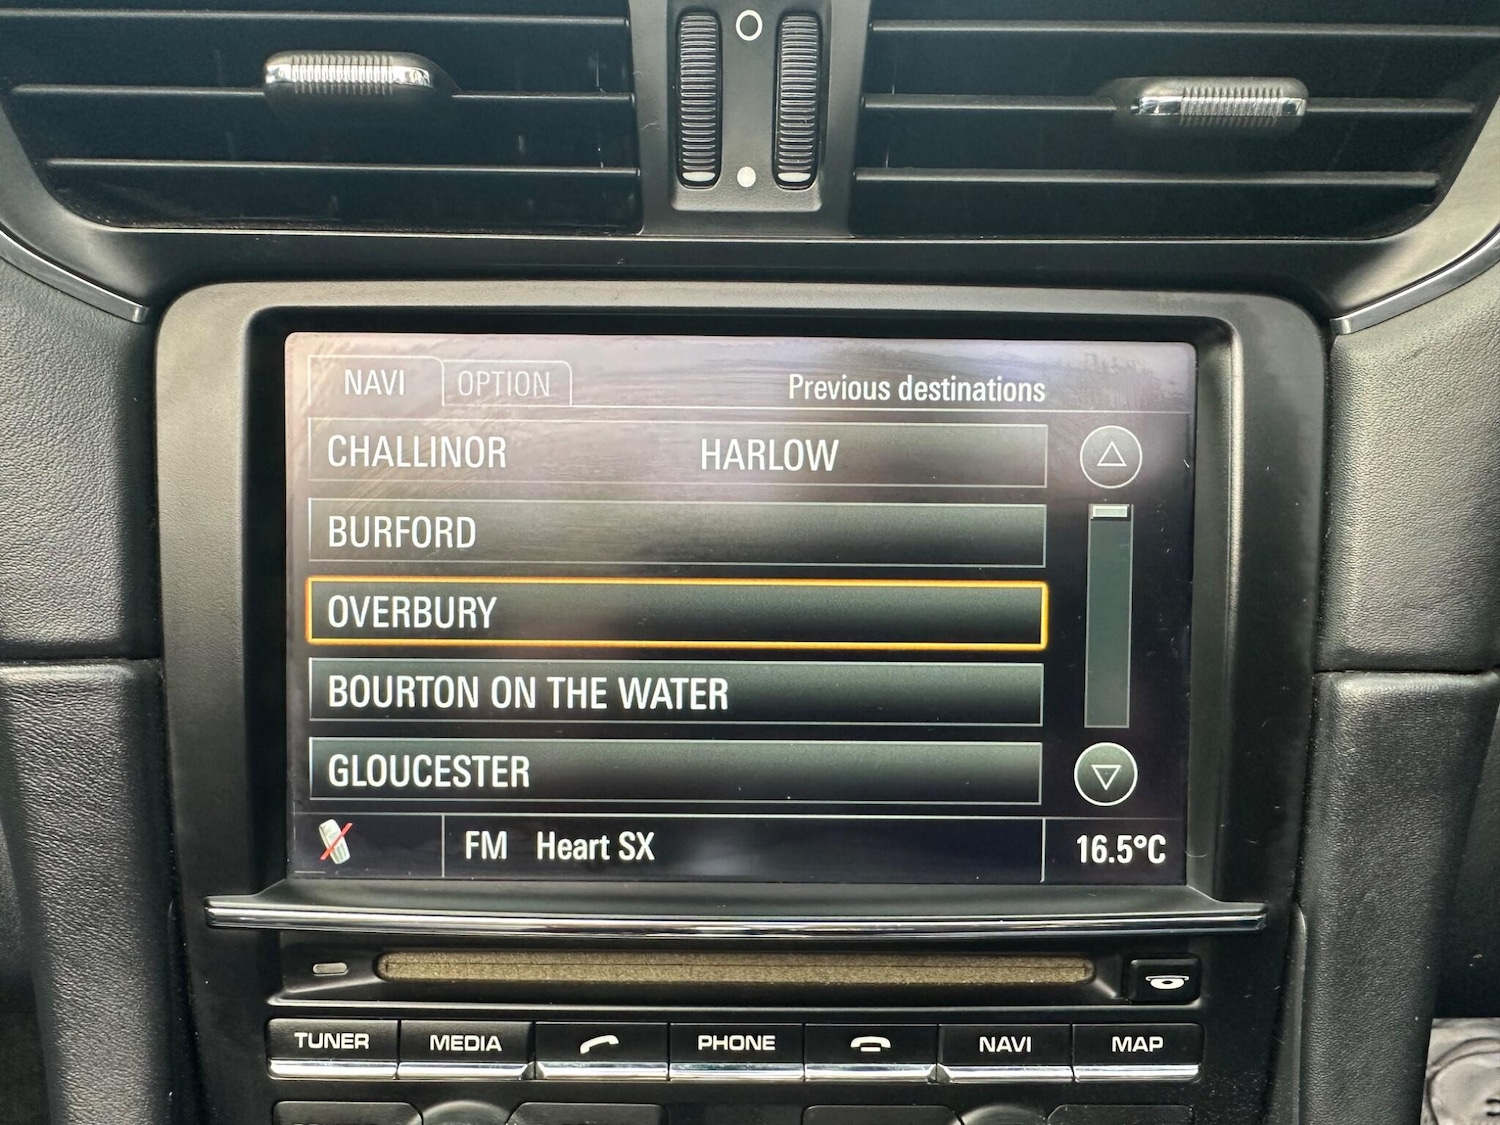 NAVI OPTION Previous destinations
CHALLINOR HARLOW
BURFORD
OVERBURY
BOURTON ON THE WATER
GLOUCESTER
FM Heart SX 16.5°C
TUNER MEDIA PHONE NAVI MAP